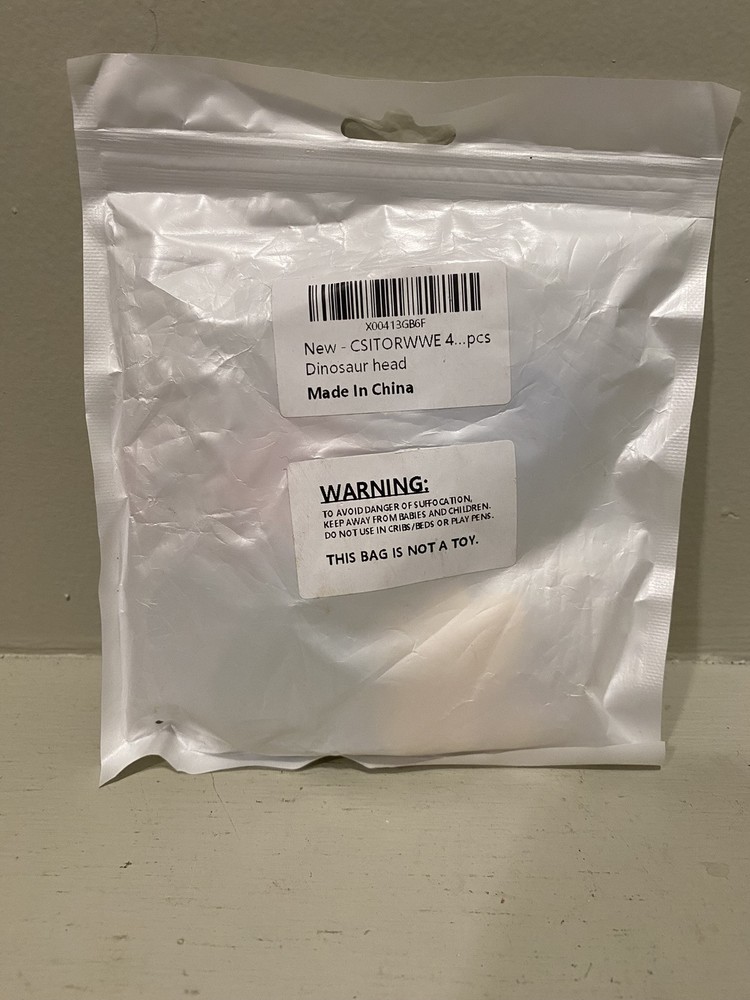 X00413GB6F
New - CSITORWWE 4...pcs
Dinosaur head
Made In China
WARNING:
TO AVOID DANGER OF SUFFOCATION,
KEEP AWAY FROM BABIES AND CHILDREN.
DO NOT USE IN CRIBS/BEDS OR PLAY PENS.
THIS BAG IS NOT A TOY.